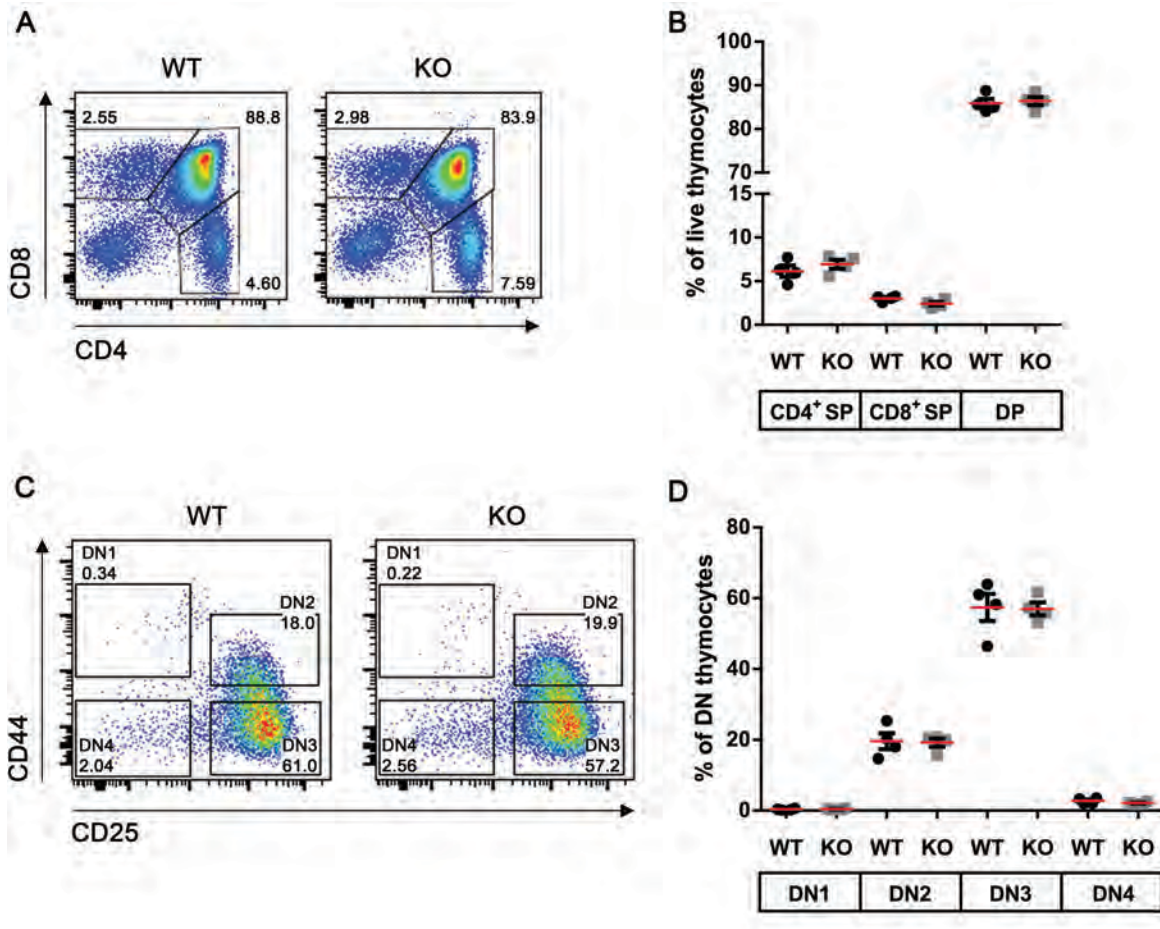 A
WT
KO
2.55
88.8
2.98
83.9
4.60
7.59
CD8
CD4
B
% of live thymocytes
100
90
80
70
15
10
5
0
WT KO WT KO WT KO
CD4+ SP CD8+ SP DP
C
WT
KO
DN1
0.34
DN2
18.0
DN4
2.04
DN3
61.0
DN1
0.22
DN2
19.9
DN4
2.56
DN3
57.2
CD44
CD25
D
% of DN thymocytes
80
60
40
20
0
WT KO WT KO WT KO WT KO
DN1 DN2 DN3 DN4